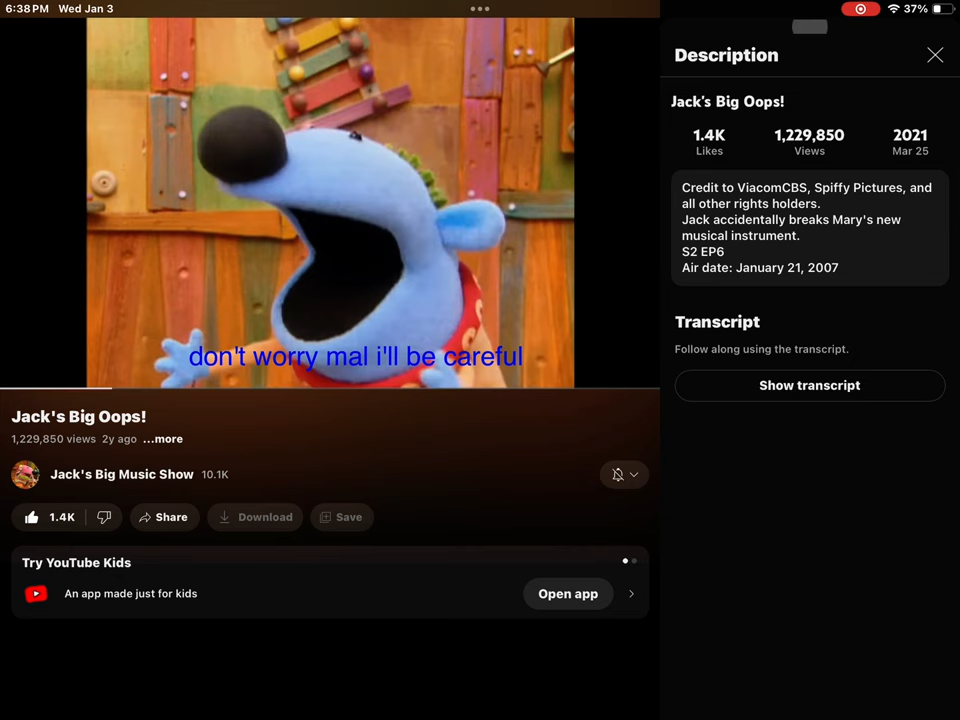 6:38 PM Wed Jan 3
37%
don't worry mal i'll be careful
Jack's Big Oops!
1,229,850 views 2y ago ...more
Jack's Big Music Show 10.1K
1.4K
Share
Download
Save
Try YouTube Kids
An app made just for kids
Open app
Description
Jack's Big Oops!
1.4K 1,229,850 2021
Likes Views Mar 25
Credit to ViacomCBS, Spiffy Pictures, and
all other rights holders.
Jack accidentally breaks Mary's new
musical instrument.
S2 EP6
Air date: January 21, 2007
Transcript
Follow along using the transcript.
Show transcript